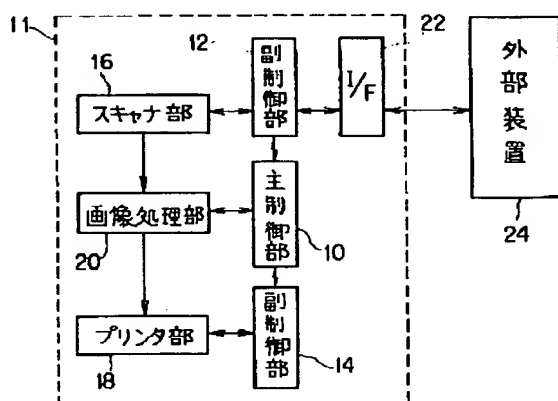 11
12
22
16
スキャナ部
副制御部
I/F
外部装置
24
画像処理部
20
主制御部
10
プリンタ部
18
副制御部
14